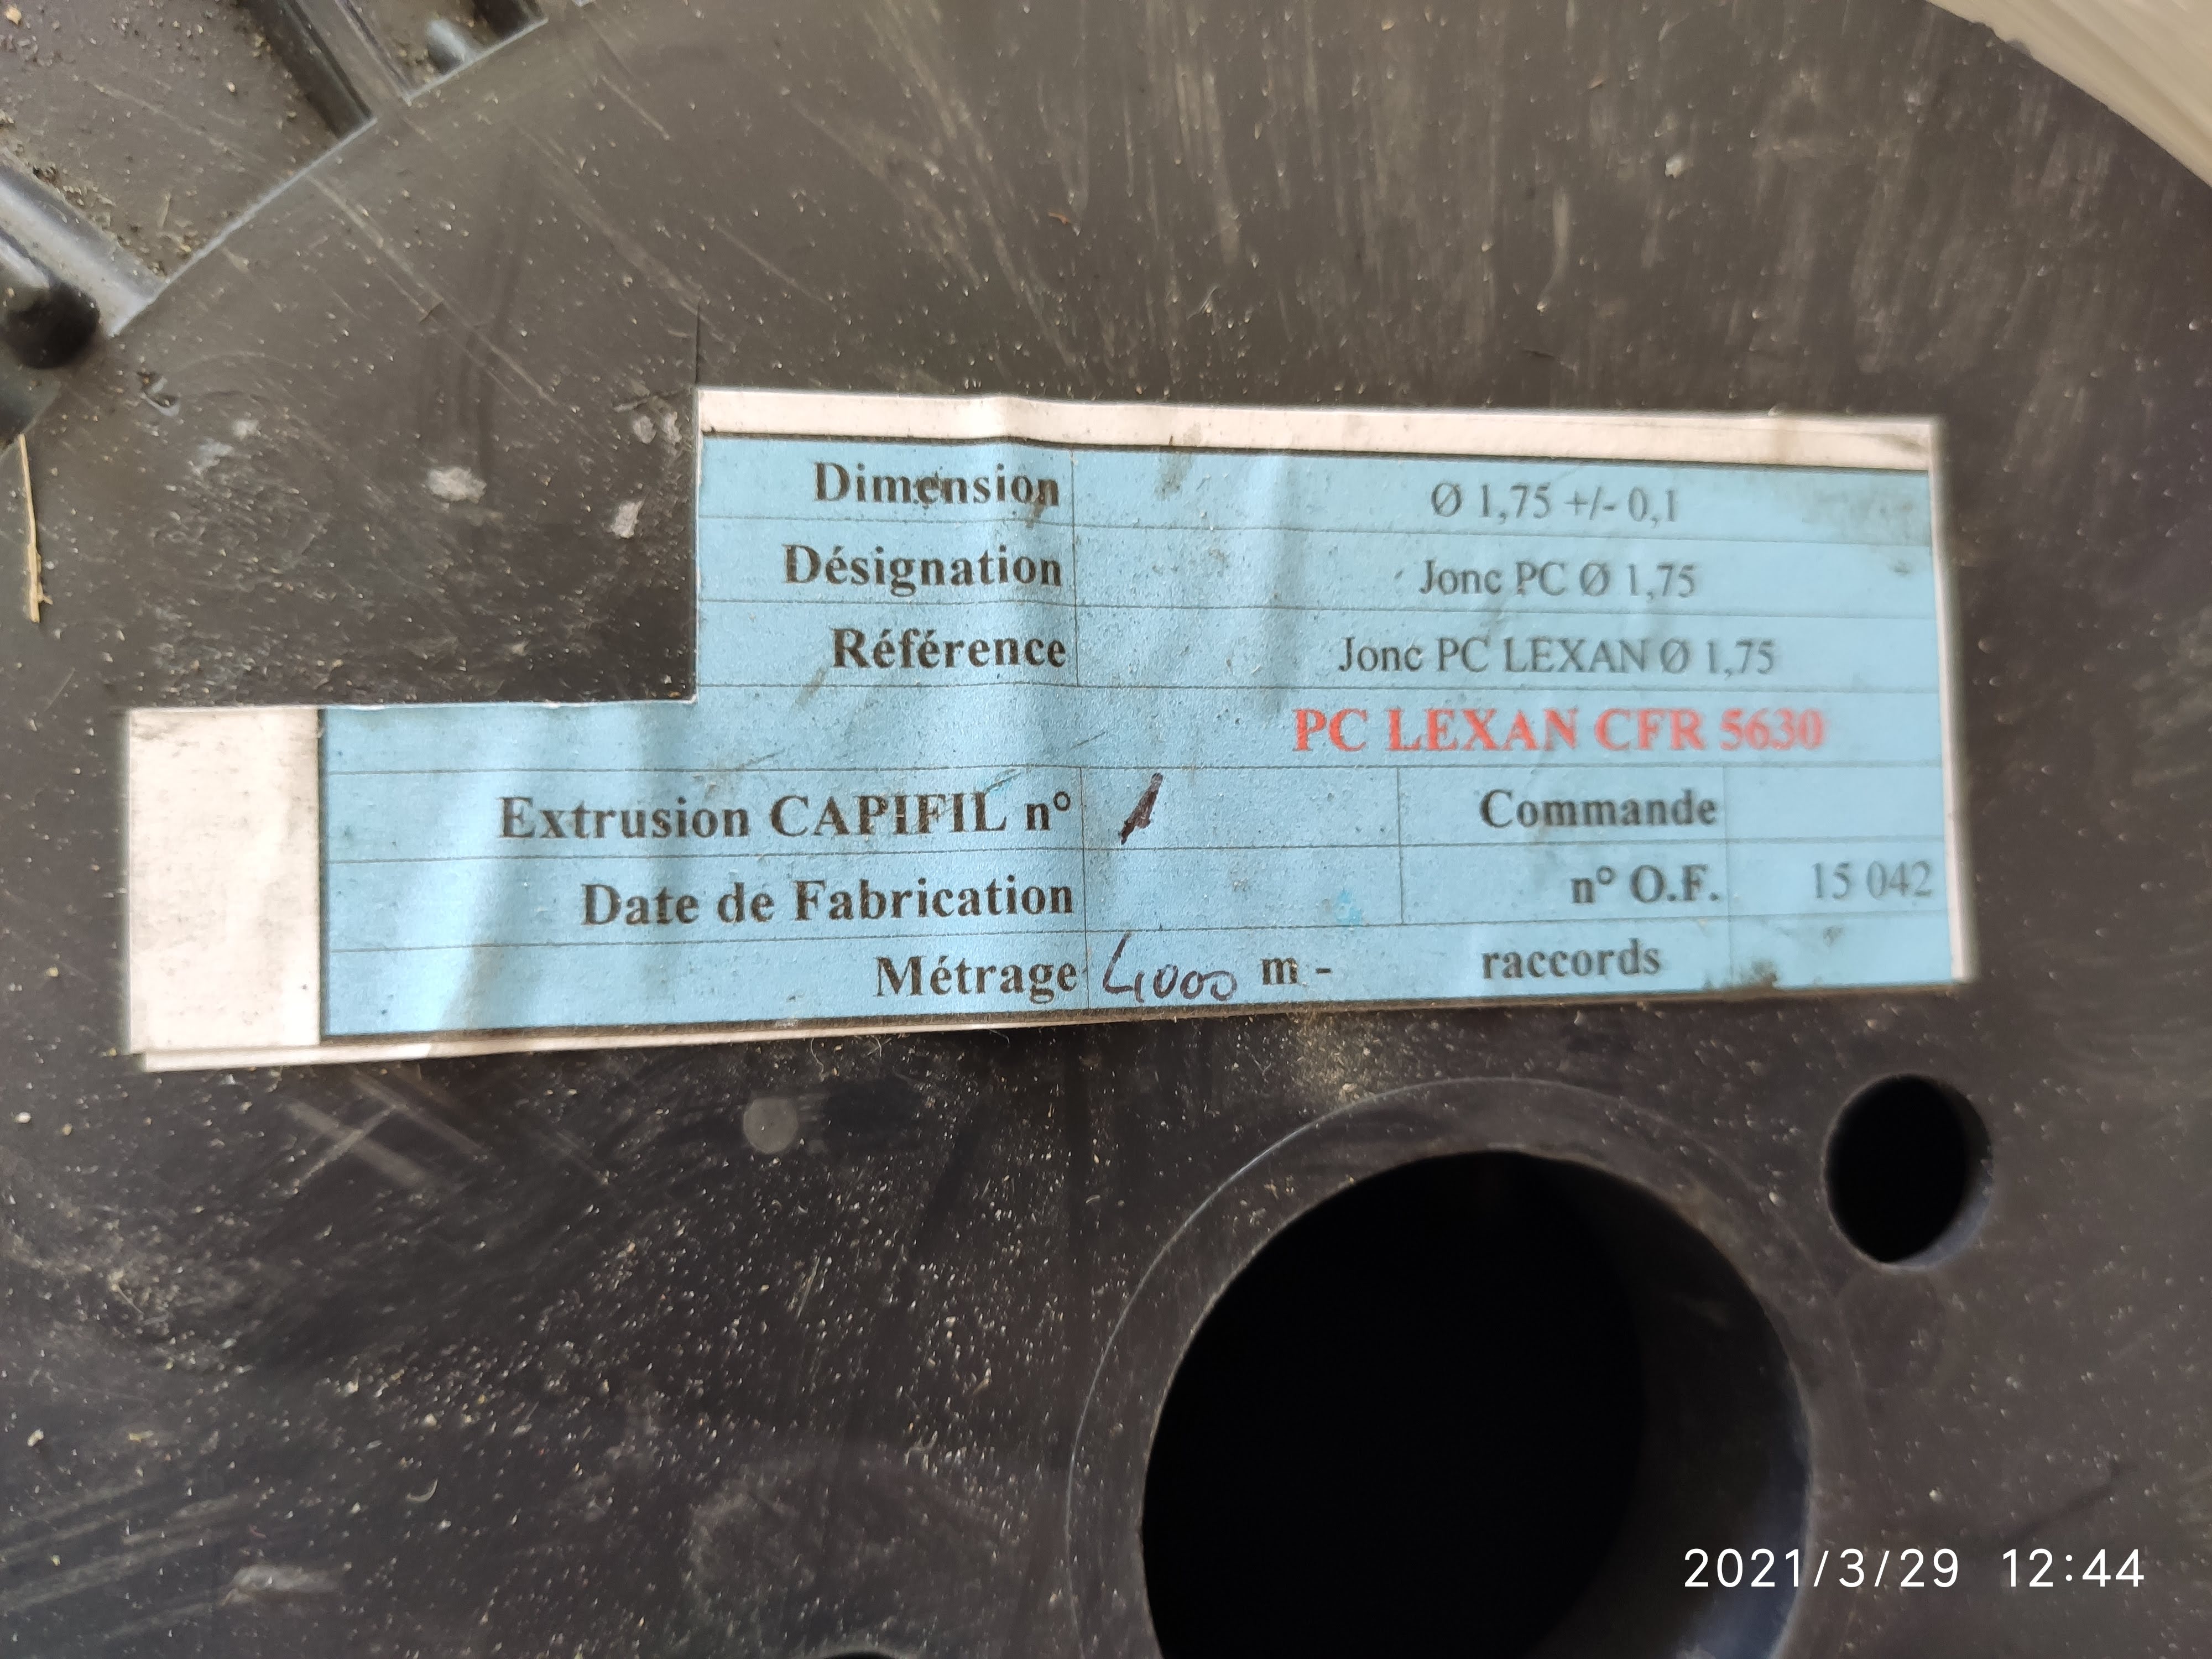 Dimension Ø 1,75 +/- 0,1
Désignation Jonc PC Ø 1,75
Référence Jonc PC LEXAN Ø 1,75
PC LEXAN CFR 5630
Extrusion CAPIFIL n° 1 Commande
Date de Fabrication n° O.F. 15 042
Métrage 4000 m - raccords
2021/3/29 12:44